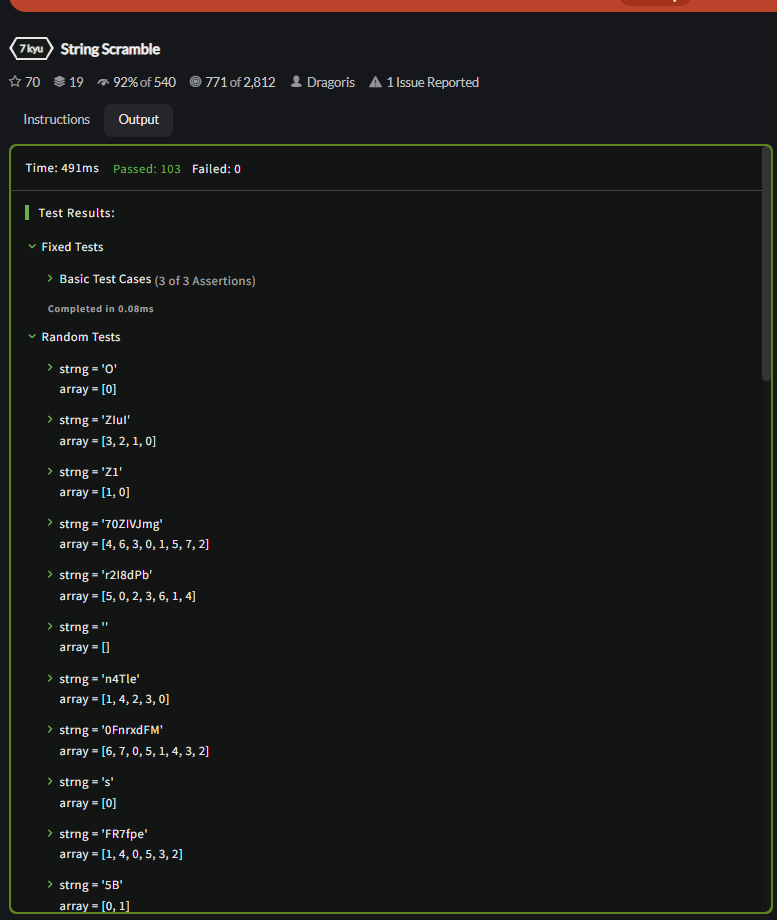 7 kyu String Scramble
70 19 92% of 540 771 of 2,812 Dragoris 1 Issue Reported
Instructions Output
Time: 491ms Passed: 103 Failed: 0
Test Results:
Fixed Tests
Basic Test Cases (3 of 3 Assertions)
Completed in 0.08ms
Random Tests
strng = 'O'
array = [0]
strng = 'ZIuI'
array = [3, 2, 1, 0]
strng = 'Z1'
array = [1, 0]
strng = '70ZIVJmg'
array = [4, 6, 3, 0, 1, 5, 7, 2]
strng = 'r2I8dPb'
array = [5, 0, 2, 3, 6, 1, 4]
strng = ''
array = []
strng = 'n4Tle'
array = [1, 4, 2, 3, 0]
strng = '0FnrxdFM'
array = [6, 7, 0, 5, 1, 4, 3, 2]
strng = 's'
array = [0]
strng = 'FR7fpe'
array = [1, 4, 0, 5, 3, 2]
strng = '5B'
array = [0, 1]